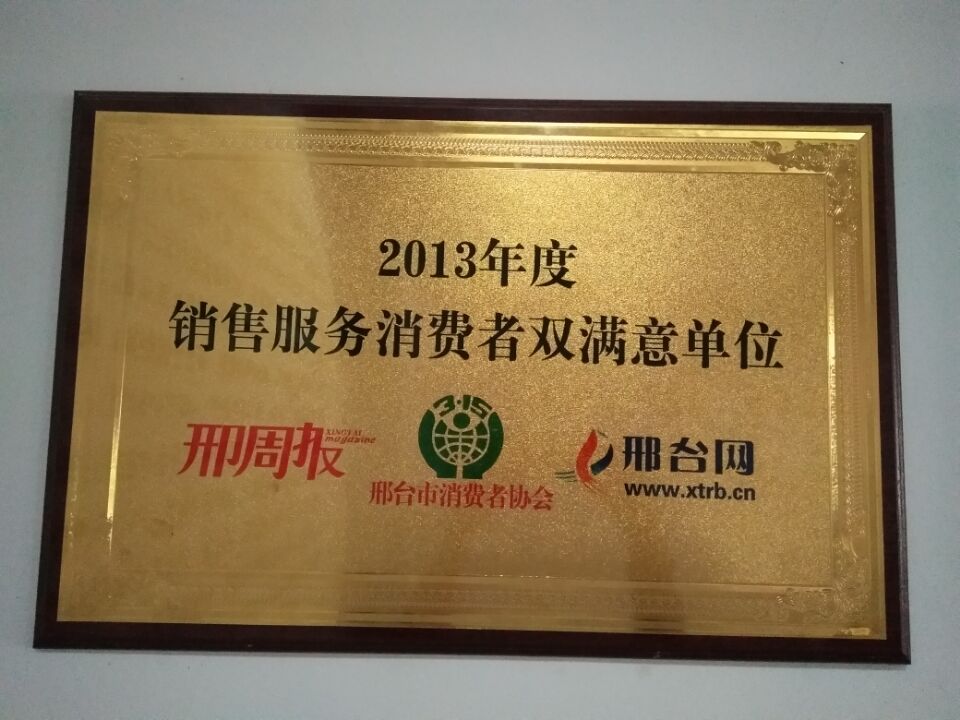 2013年度
销售服务消费者双满意单位
邢周报
XINGTAI
magazine
3·15
邢台市消费者协会
邢台网
www.xtrb.cn